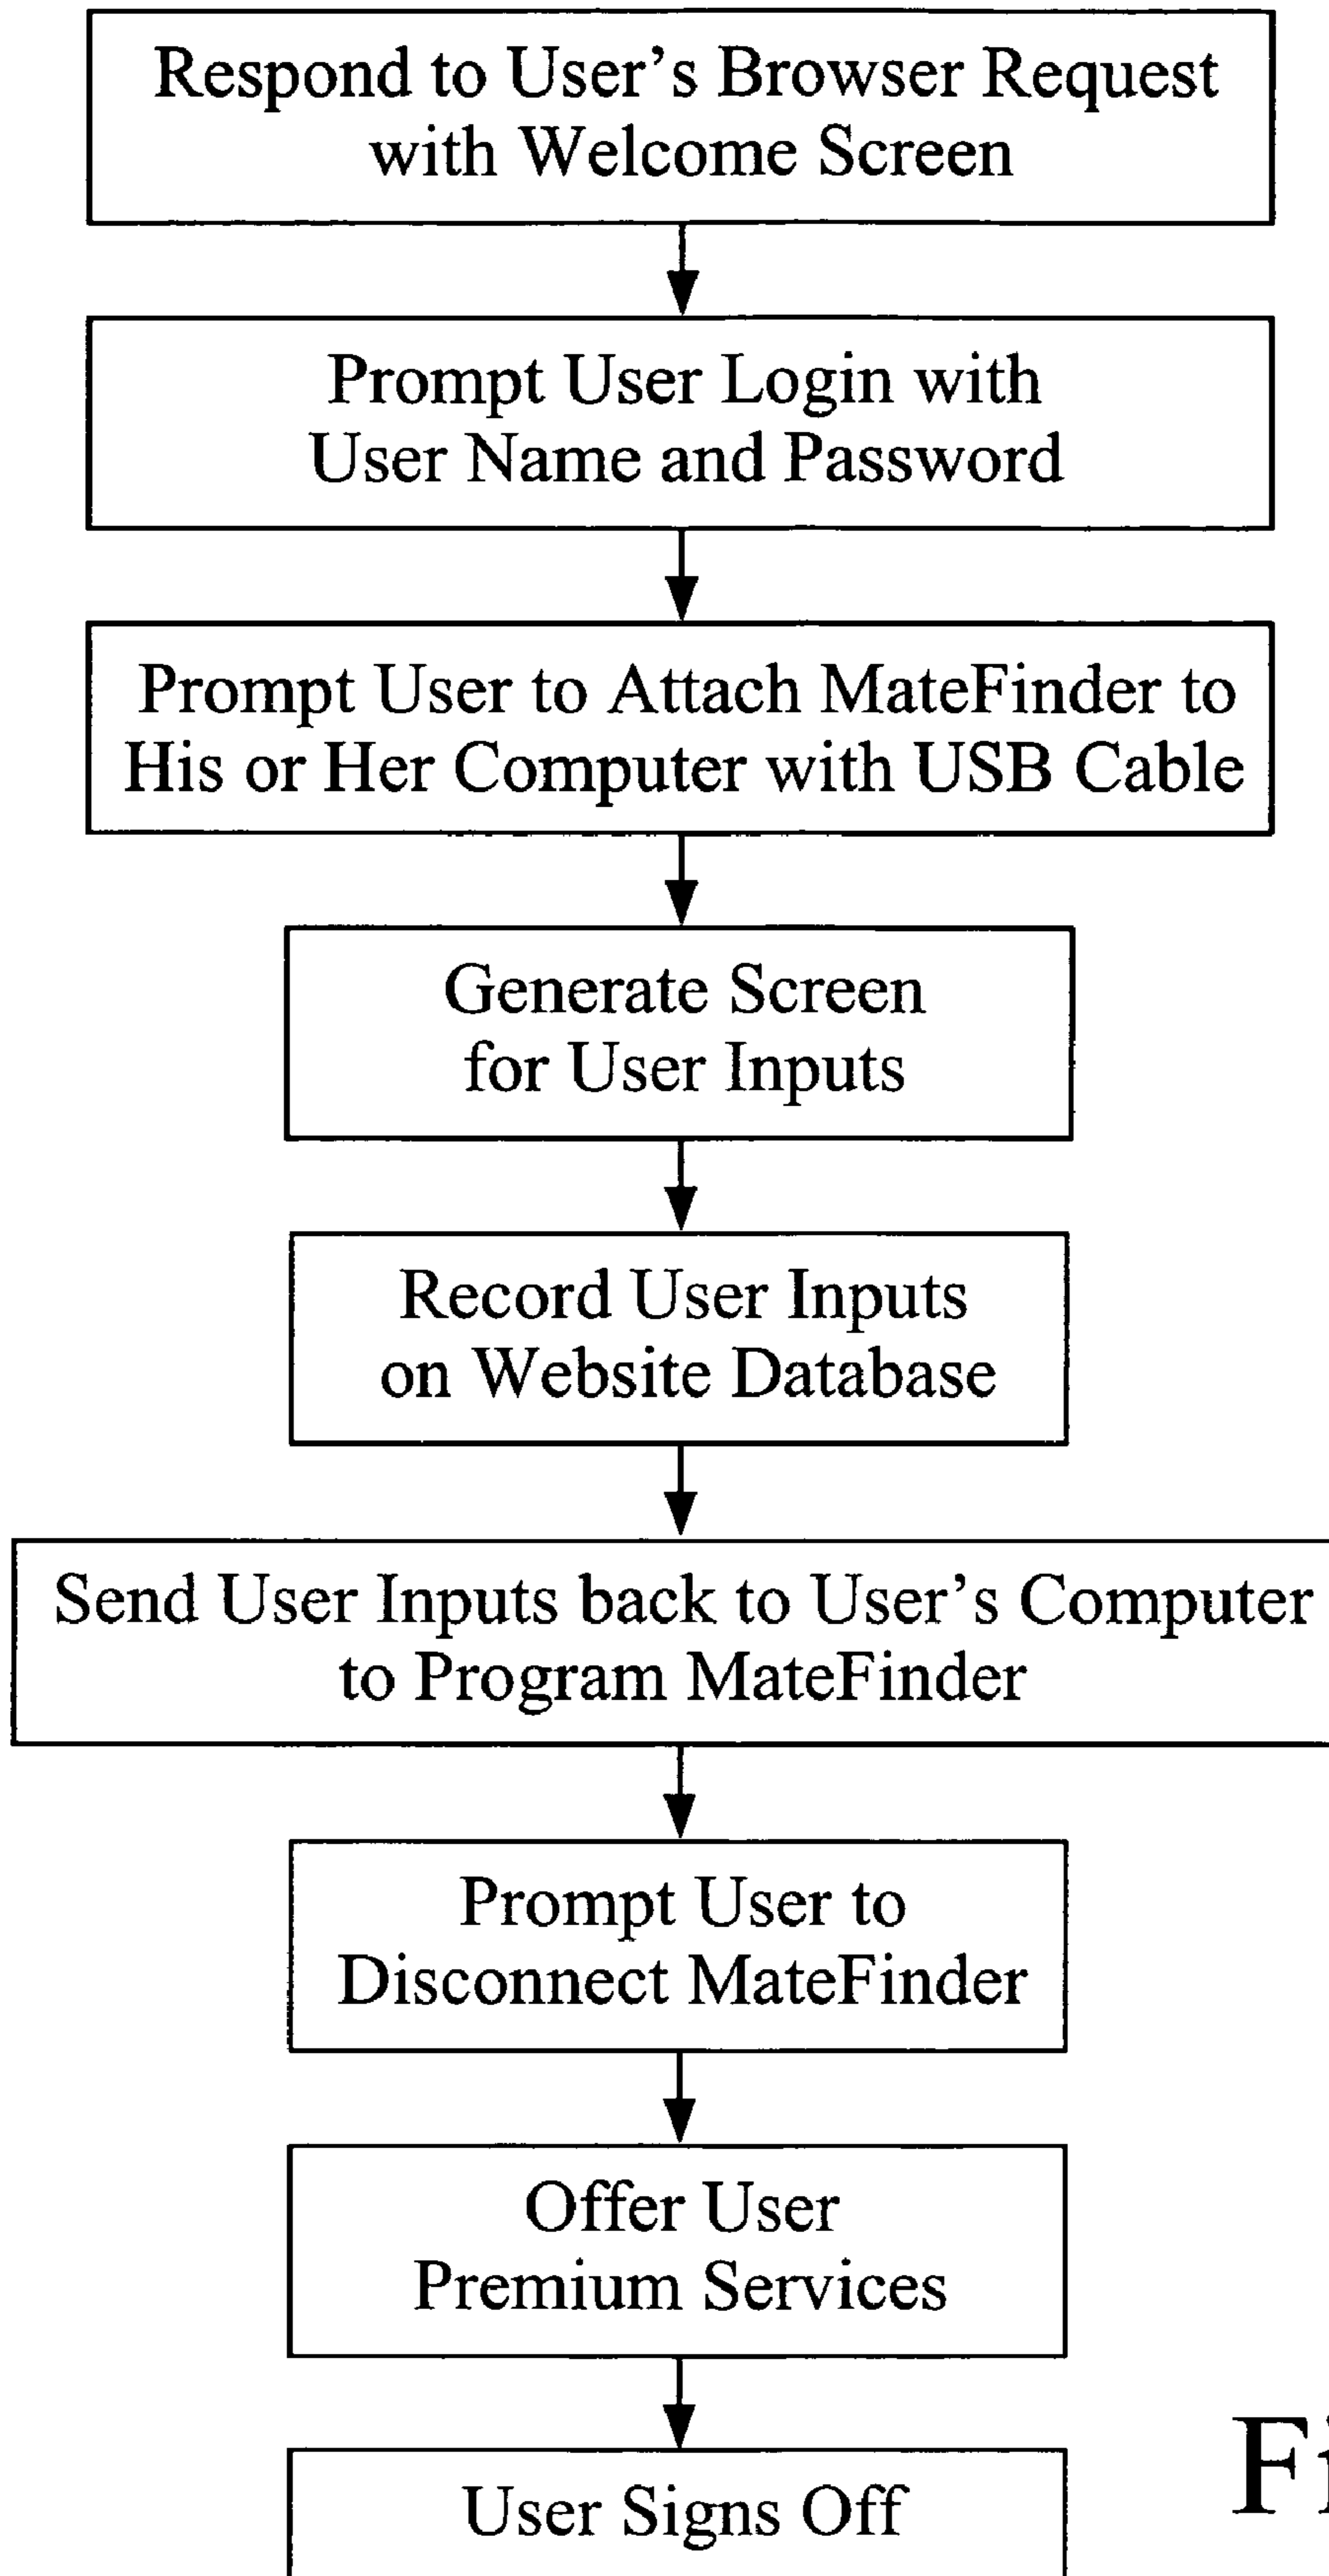 Respond to User’s Browser Request
with Welcome Screen
Prompt User Login with
User Name and Password
Prompt User to Attach MateFinder to
His or Her Computer with USB Cable
Generate Screen
for User Inputs
Record User Inputs
on Website Database
Send User Inputs back to User’s Computer
to Program MateFinder
Prompt User to
Disconnect MateFinder
Offer User
Premium Services
User Signs Off